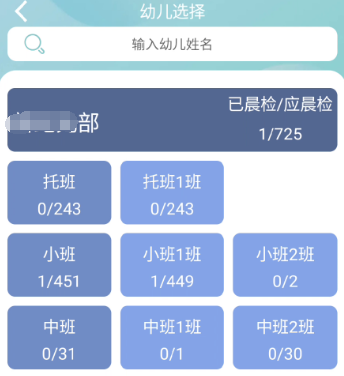 幼儿选择
输入幼儿姓名
部
已晨检/应晨检
1/725
托班
0/243
托班1班
0/243
小班
1/451
小班1班
1/449
小班2班
0/2
中班
0/31
中班1班
0/1
中班2班
0/30